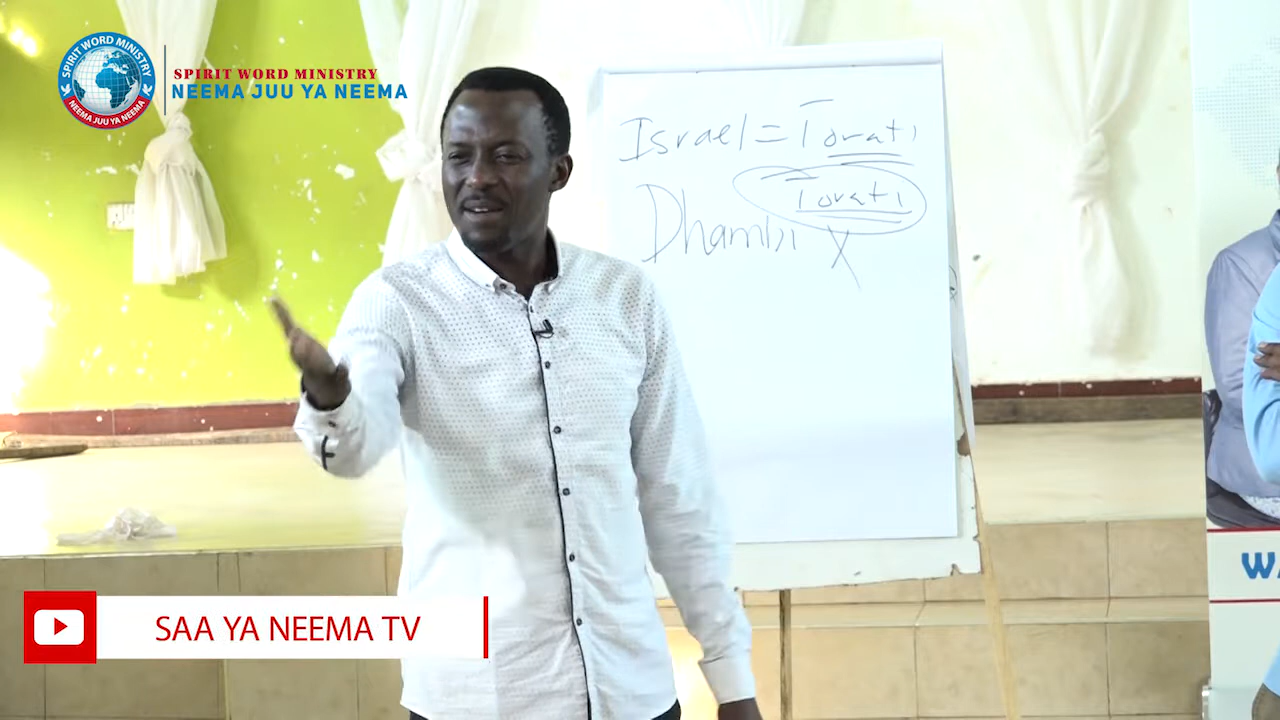 SPIRIT WORD MINISTRY
NEEMA JUU YA NEEMA
SPIRIT WORD MINISTRY
NEEMA JUU YA NEEMA
Israel = Torati
Torati
Dhambi X
SAA YA NEEMA TV